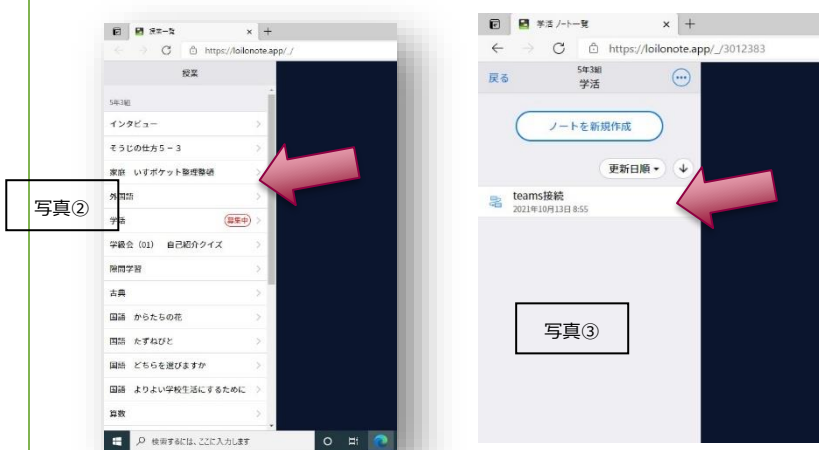 授業一覧
https://loilonote.app/_/
授業
5年3組
インタビュー
そうじの仕方5－3
家庭 いすポケット整理整頓
外国語
学活 募集中
学級会（01） 自己紹介クイズ
隙間学習
古典
国語 からたちの花
国語 たずねびと
国語 どちらを選びますか
国語 よりよい学校生活にするために
算数
検索するには、ここに入力します
写真②
学活 ノート一覧
https://loilonote.app/_/3012383
戻る
5年3組
学活
ノートを新規作成
更新日順
teams接続
2021年10月13日 8:55
写真③